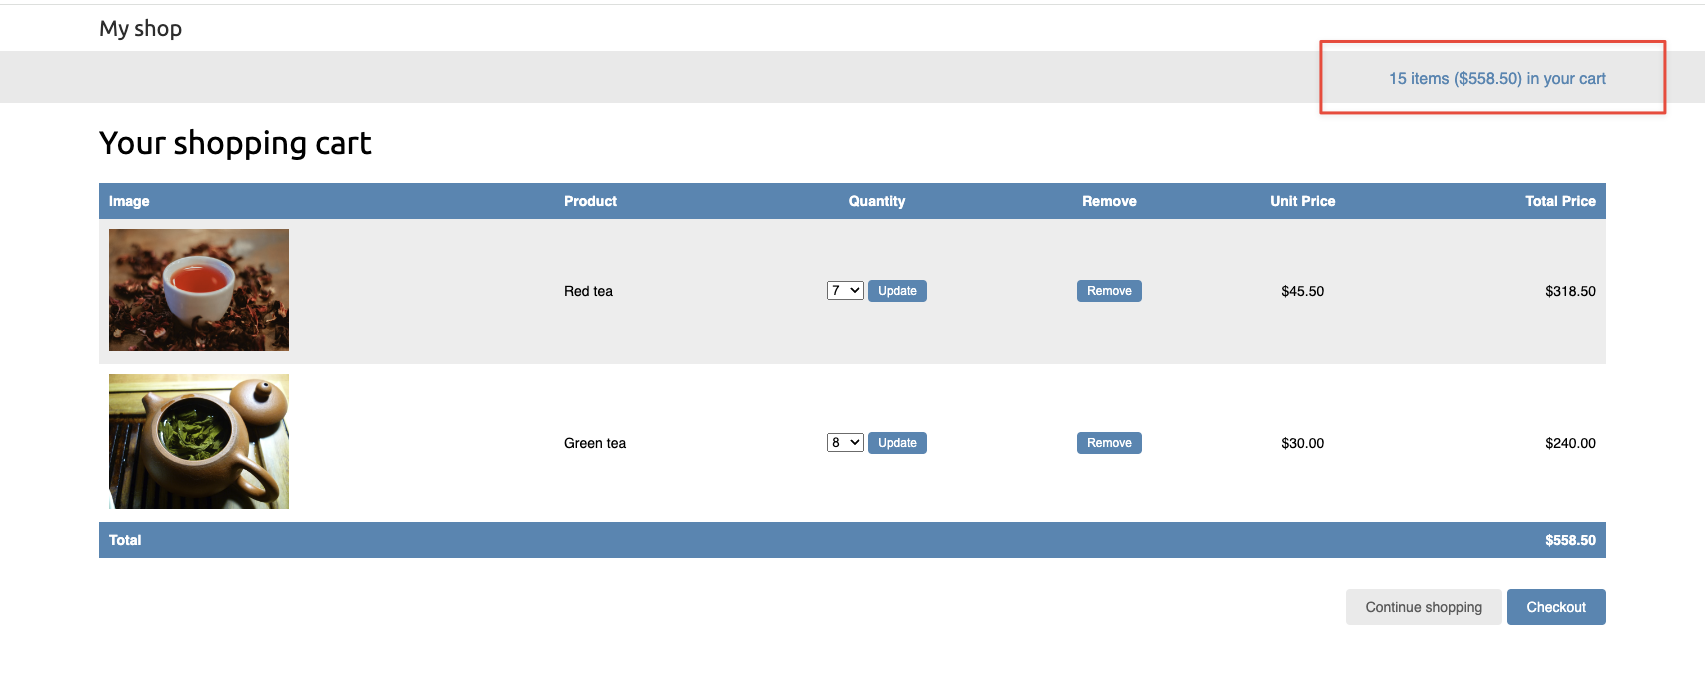 My shop
15 items ($558.50) in your cart
Your shopping cart
Image Product Quantity Remove Unit Price Total Price
Red tea 7 Update Remove $45.50 $318.50
Green tea 8 Update Remove $30.00 $240.00
Total $558.50
Continue shopping Checkout